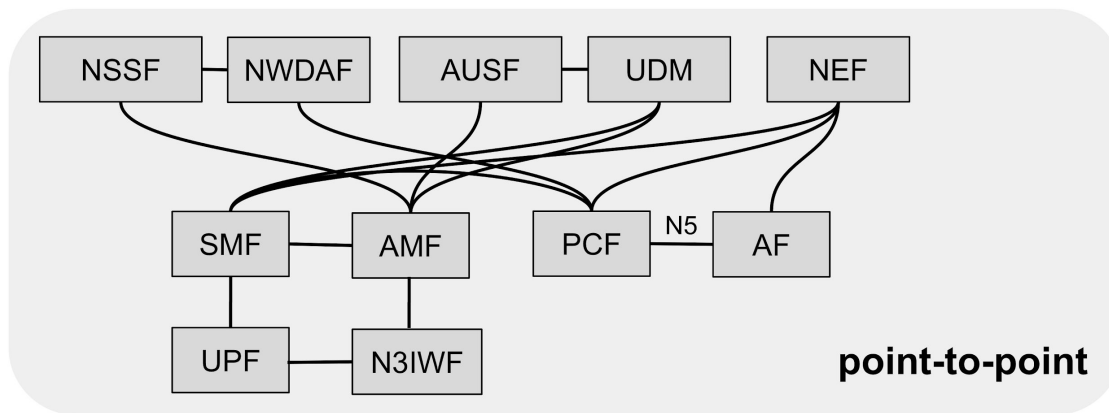 NSSF
NWDAF
AUSF
UDM
NEF
SMF
AMF
PCF
N5
AF
UPF
N3IWF
point-to-point